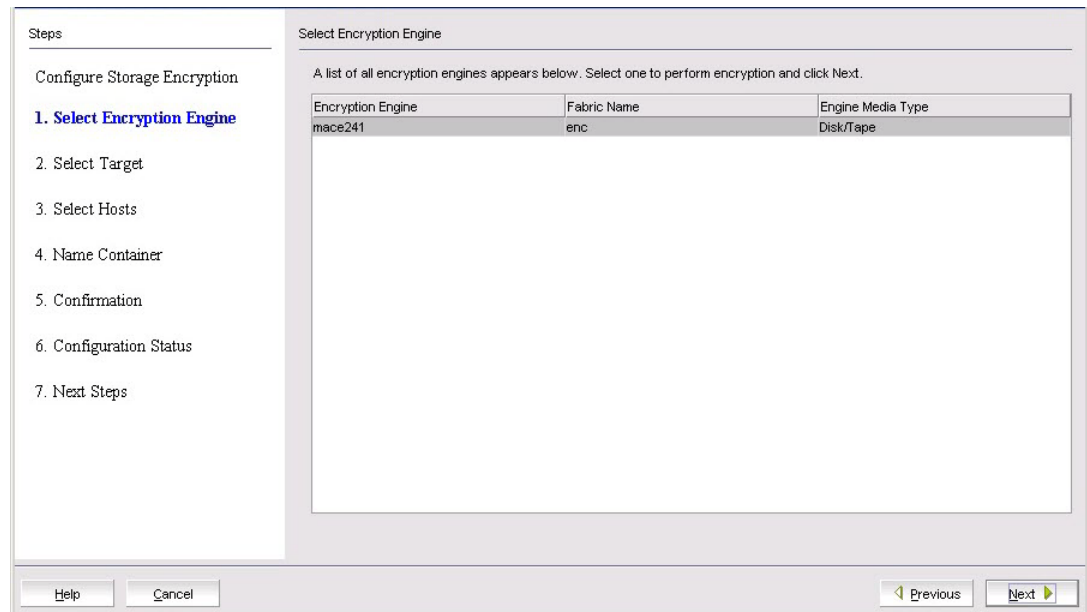 Steps
Configure Storage Encryption
1. Select Encryption Engine
2. Select Target
3. Select Hosts
4. Name Container
5. Confirmation
6. Configuration Status
7. Next Steps
Select Encryption Engine
A list of all encryption engines appears below. Select one to perform encryption and click Next.
Encryption Engine Fabric Name Engine Media Type
mace241 enc Disk/Tape
Help Cancel Previous Next